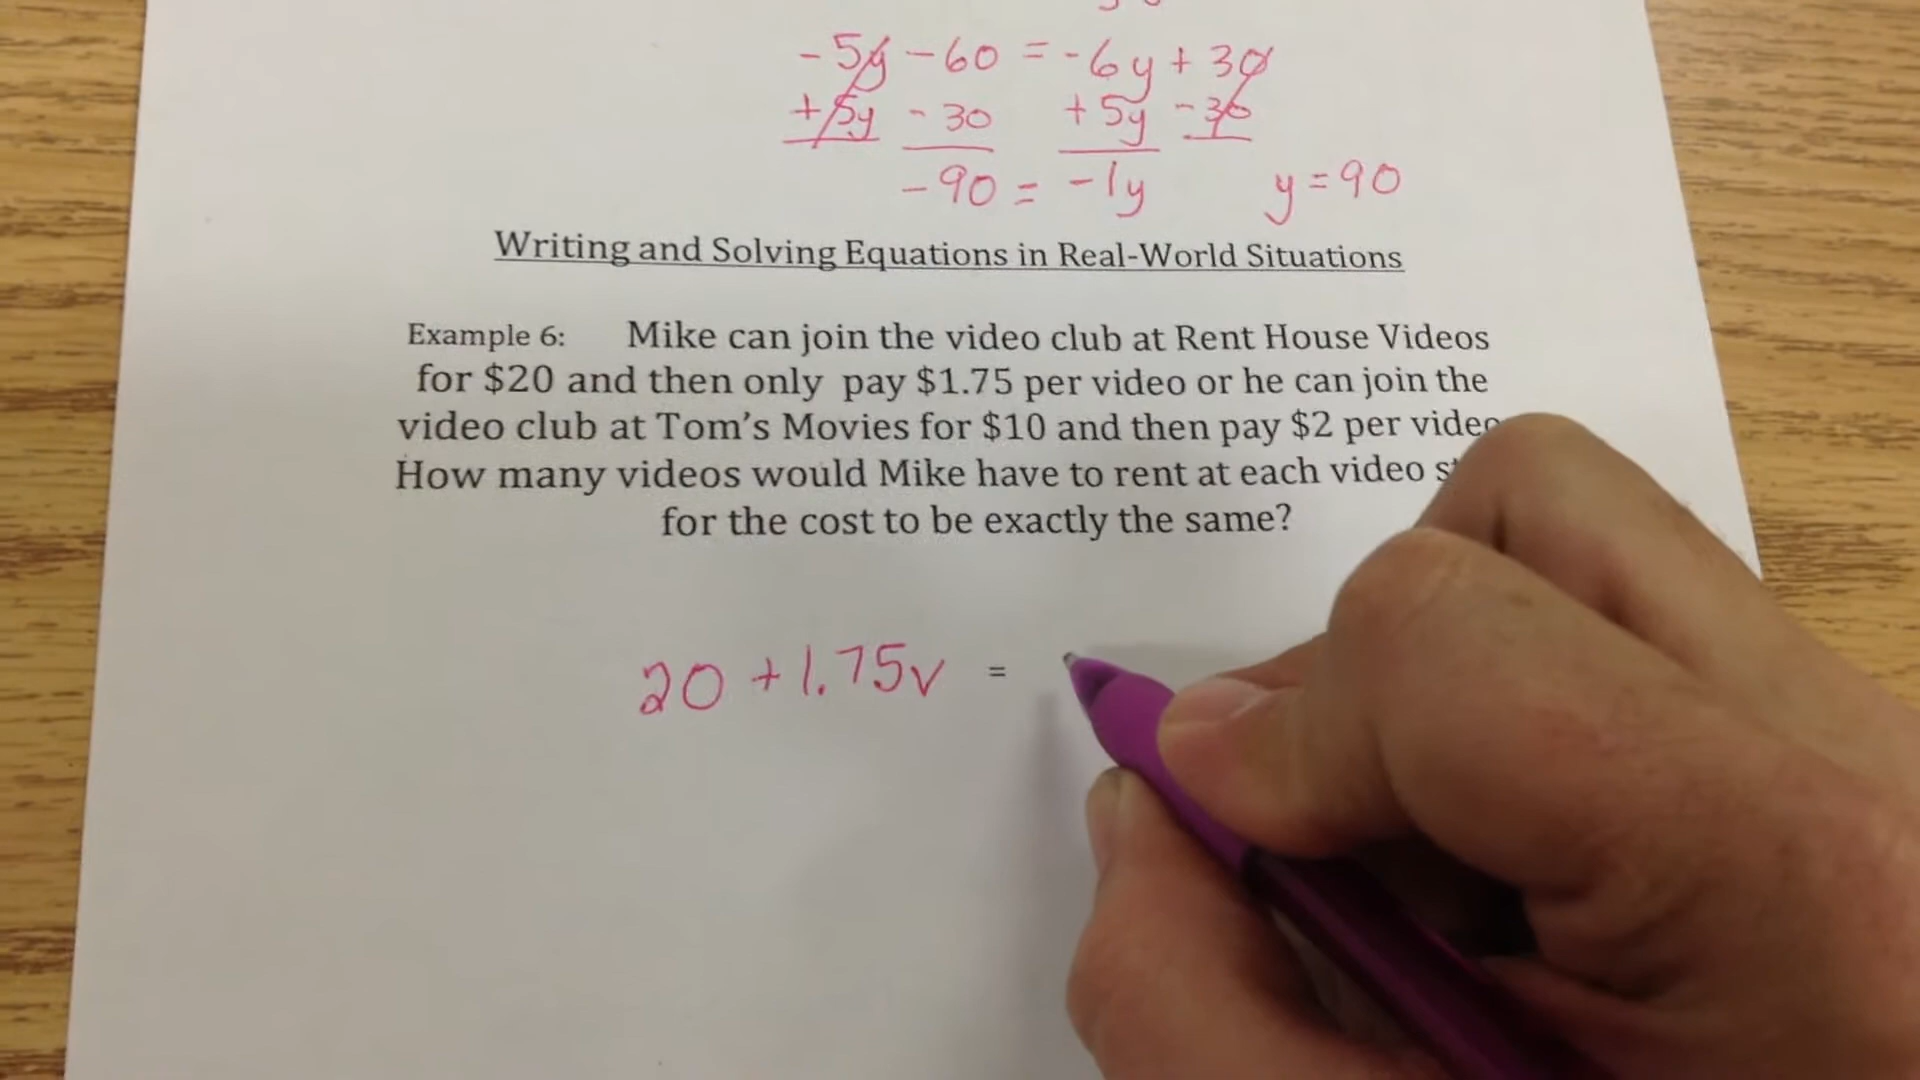 -5y - 60 = -6y + 30
+5y - 30 +5y - 30
-90 = -1y y = 90
Writing and Solving Equations in Real-World Situations
Example 6: Mike can join the video club at Rent House Videos
for $20 and then only pay $1.75 per video or he can join the
video club at Tom's Movies for $10 and then pay $2 per video
How many videos would Mike have to rent at each video
for the cost to be exactly the same?
20 + 1.75v =